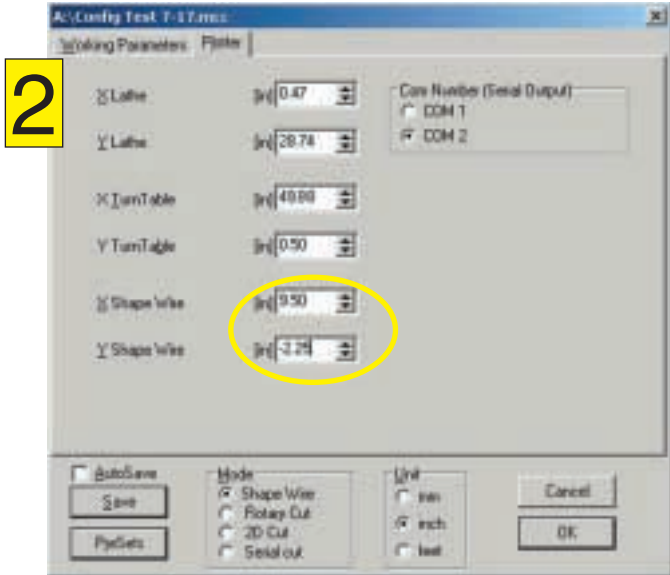 A:\Config Test 7-17.mcc
Working Parameters Plotter
2
X Lathe [in] 0.47
Y Lathe [in] 28.74
X TurnTable [in]
Y TurnTable [in] 0.50
X Shape Wire [in] 9.50
Y Shape Wire [in] -2.25
Com Number (Serial Output)
COM 1
COM 2
AutoSave
Save
PreSets
Mode
Shape Wire
Rotary Cut
2D Cut
Serial cut
Unit
mm
inch
feet
Cancel
OK